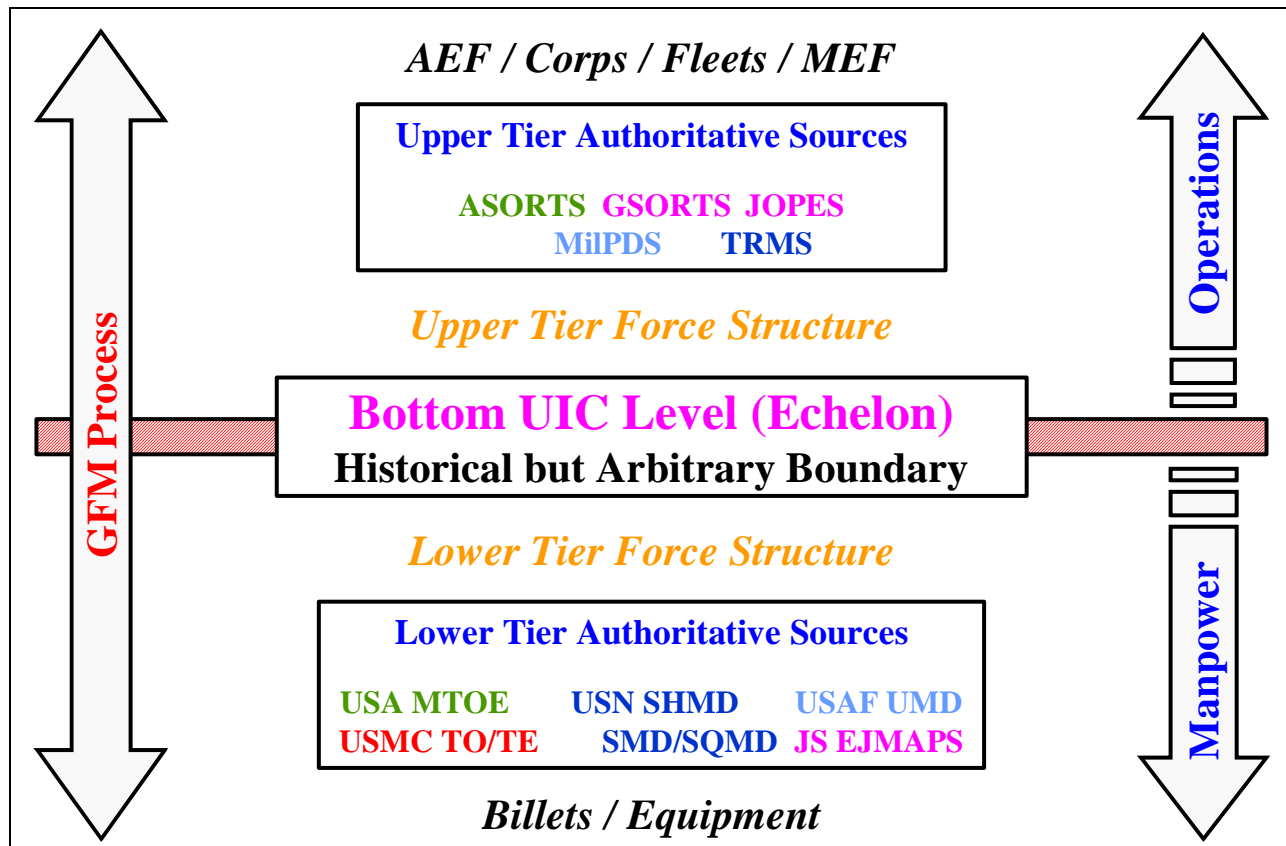 AEF / Corps / Fleets / MEF
Upper Tier Authoritative Sources
ASORTS GSORTS JOPES
MilPDS TRMS
Upper Tier Force Structure
Bottom UIC Level (Echelon)
Historical but Arbitrary Boundary
Lower Tier Force Structure
Lower Tier Authoritative Sources
USA MTOE USN SHMD USAF UMD
USMC TO/TE SMD/SQMD JS EJMAPS
Billets / Equipment
GFM Process
Operations
Manpower